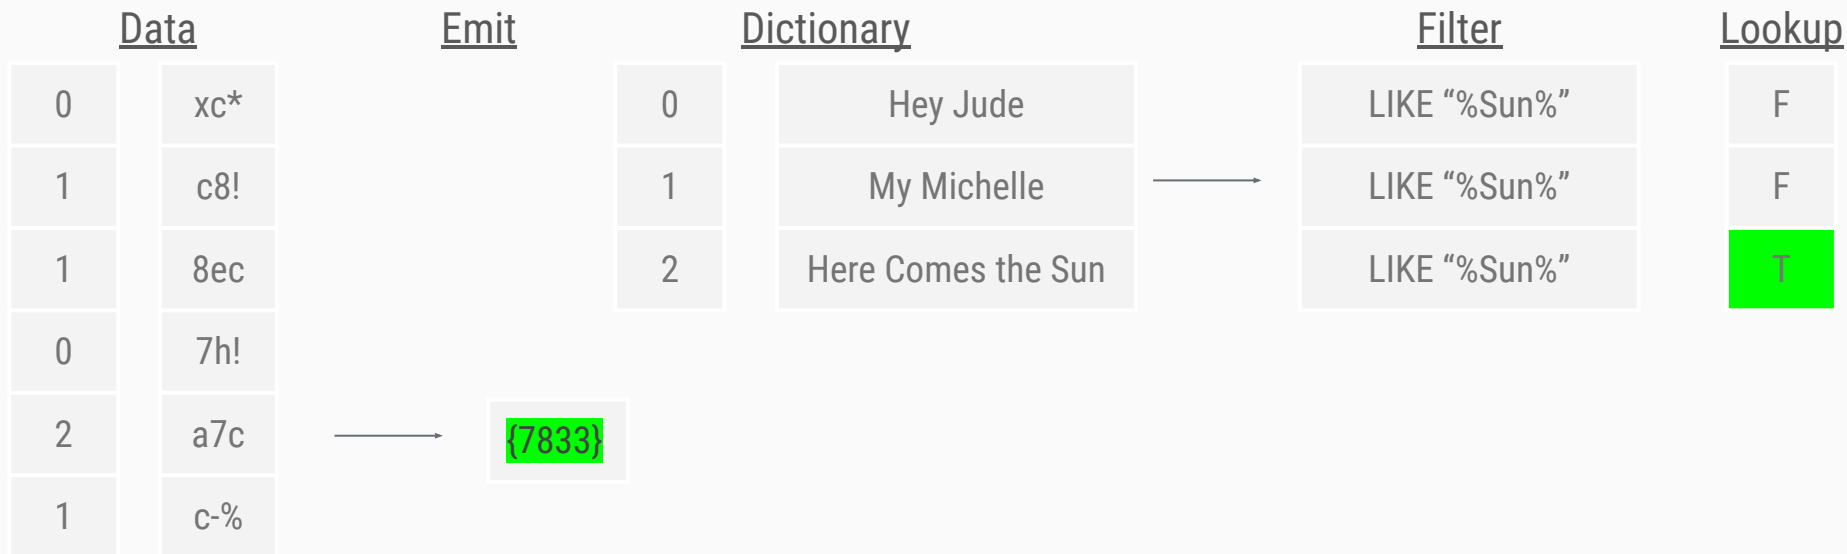 Data Emit Dictionary Filter Lookup
0 xc* 0 Hey Jude LIKE “%Sun%” F
1 c8! 1 My Michelle LIKE “%Sun%” F
1 8ec 2 Here Comes the Sun LIKE “%Sun%” T
0 7h!
2 a7c {7833}
1 c-%